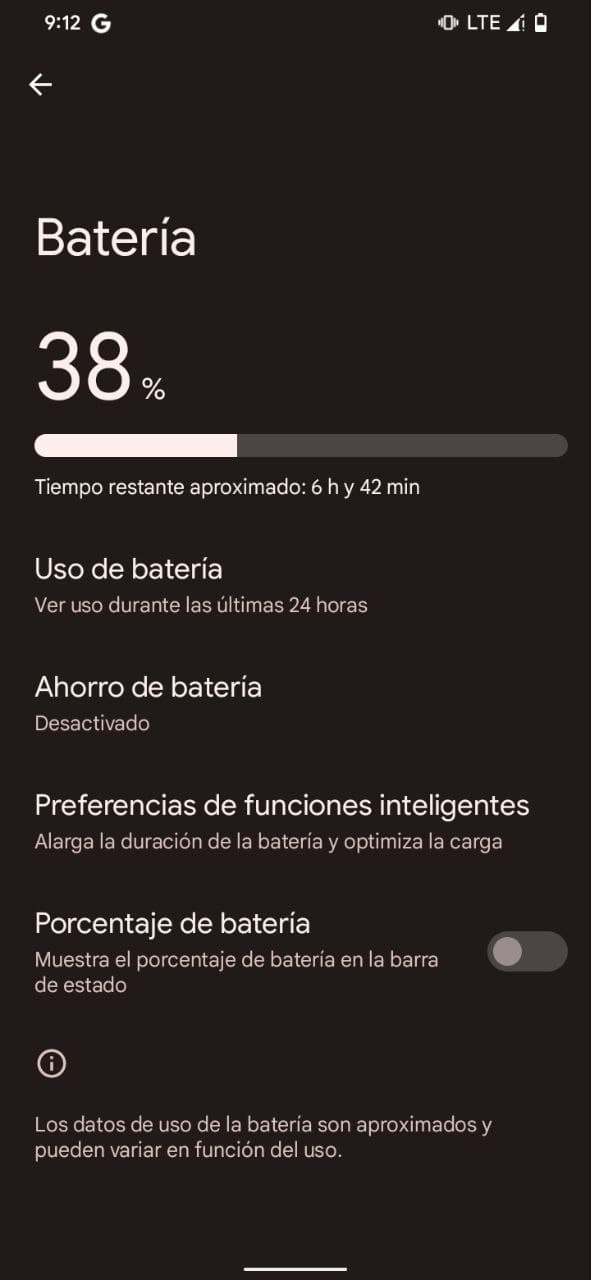 9:12 G LTE
Batería
38 %
Tiempo restante aproximado: 6 h y 42 min
Uso de batería
Ver uso durante las últimas 24 horas
Ahorro de batería
Desactivado
Preferencias de funciones inteligentes
Alarga la duración de la batería y optimiza la carga
Porcentaje de batería
Muestra el porcentaje de batería en la barra
de estado
Los datos de uso de la batería son aproximados y
pueden variar en función del uso.